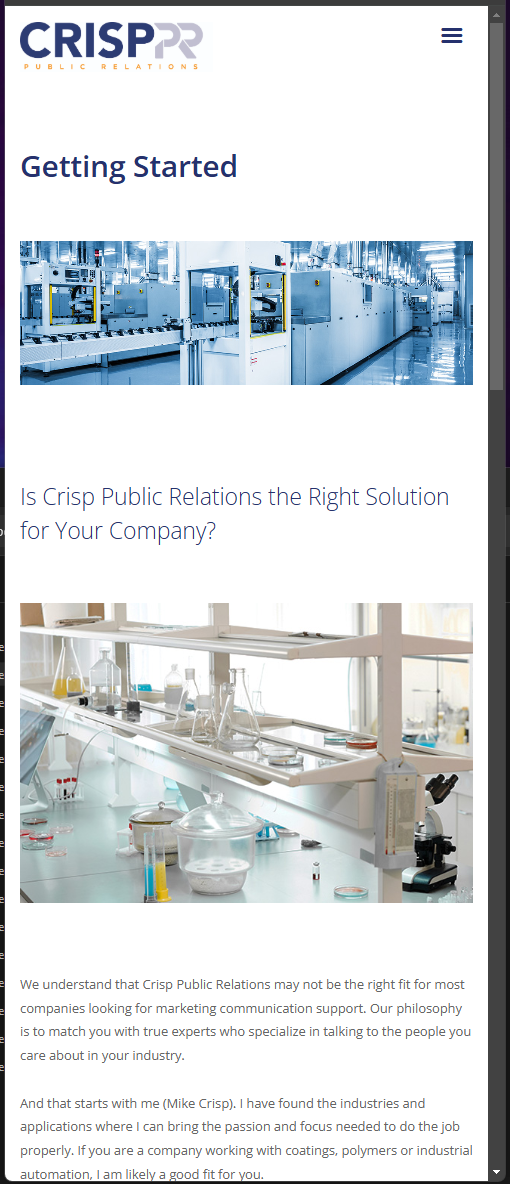 CRISPPR
PUBLIC RELATIONS
Getting Started
Is Crisp Public Relations the Right Solution
for Your Company?
We understand that Crisp Public Relations may not be the right fit for most
companies looking for marketing communication support. Our philosophy
is to match you with true experts who specialize in talking to the people you
care about in your industry.
And that starts with me (Mike Crisp). I have found the industries and
applications where I can bring the passion and focus needed to do the job
properly. If you are a company working with coatings, polymers or industrial
automation, I am likely a good fit for you.